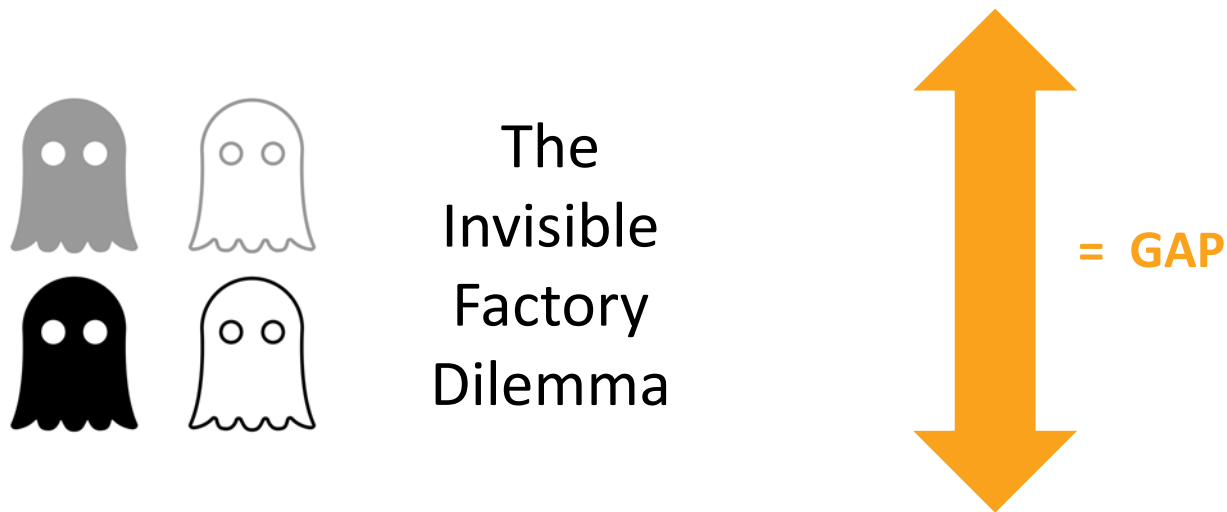 The
Invisible
Factory
Dilemma
= GAP